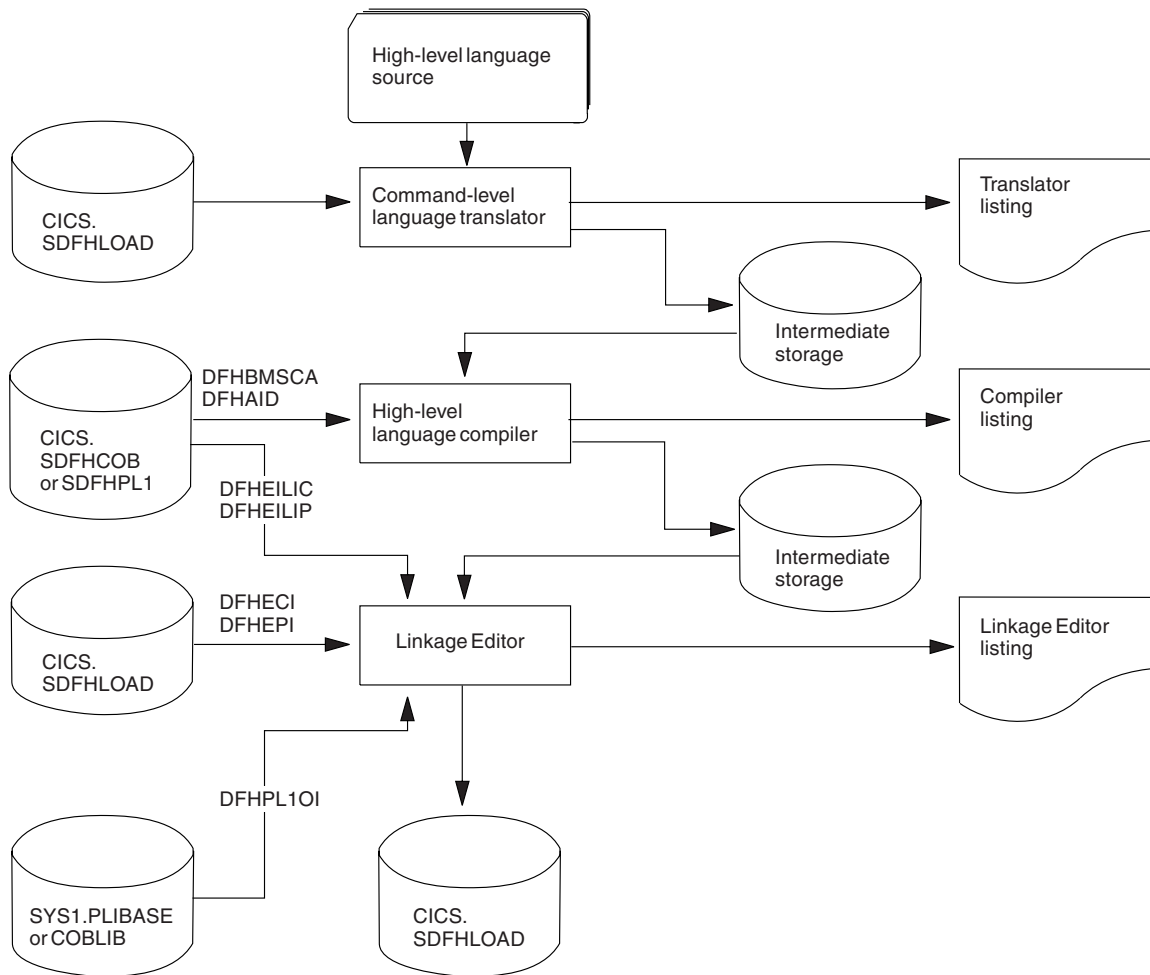 High-level language
source
Command-level
language translator
Translator
listing
CICS.
SDFHLOAD
Intermediate
storage
DFHBMSCA
DFHAID
High-level
language compiler
Compiler
listing
CICS.
SDFHCOB
or SDFHPL1
DFHEILIC
DFHEILIP
Intermediate
storage
DFHECI
DFHEPI
Linkage Editor
Linkage Editor
listing
CICS.
SDFHLOAD
DFHPL1OI
SYS1.PLIBASE
or COBLIB
CICS.
SDFHLOAD